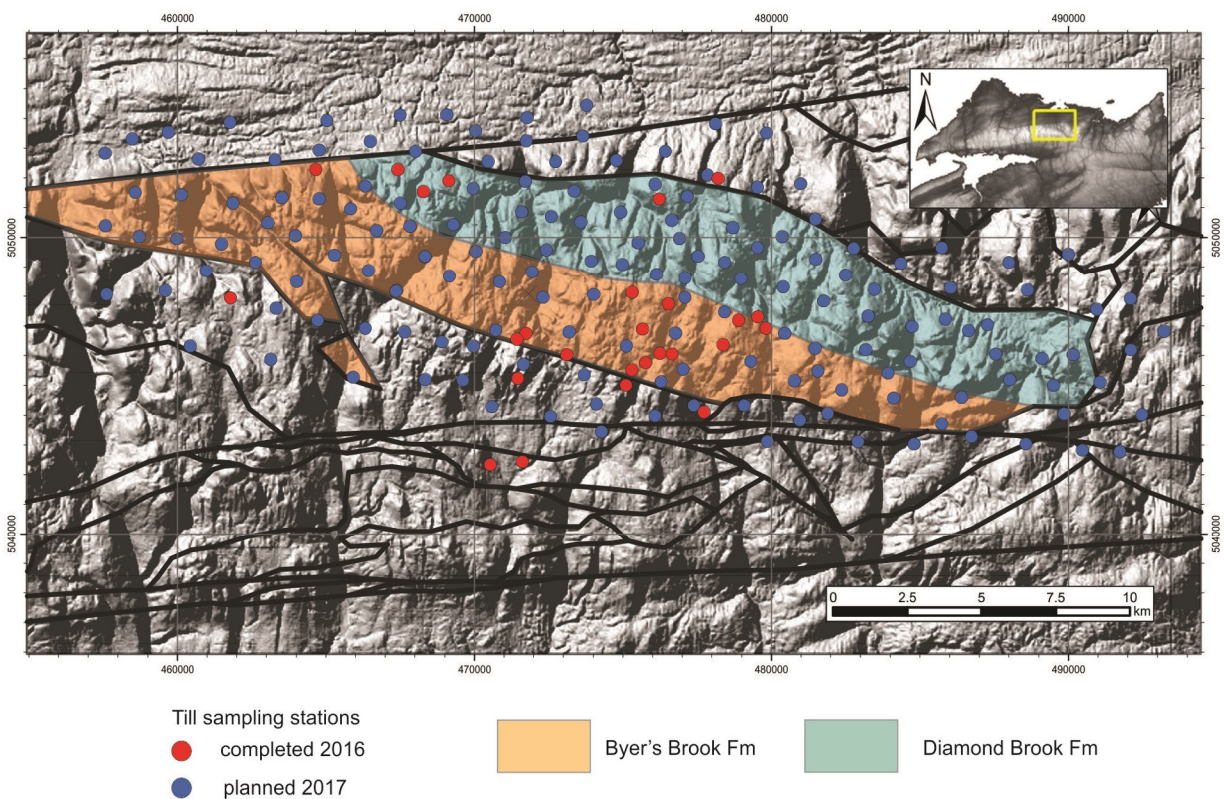 460000 470000 480000 490000
N
5050000 5050000
5040000 5040000
0 2.5 5 7.5 10
km
460000 470000 480000 490000
Till sampling stations
completed 2016
planned 2017
Byer's Brook Fm
Diamond Brook Fm